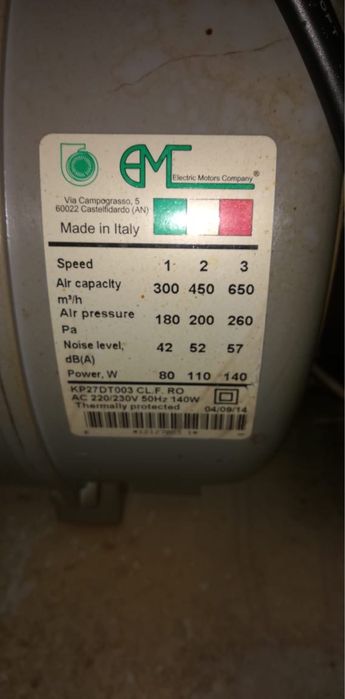 EMC
Electric Motors Company®
Via Campograsso, 5
60022 Castelfidardo (AN)
Made in Italy
Speed 1 2 3
Air capacity
m³/h 300 450 650
Air pressure
Pa 180 200 260
Noise level,
dB(A) 42 52 57
Power, W 80 110 140
KP27DT003 CL.F. RO
AC 220/230V 50Hz 140W
Thermally protected 04/09/14